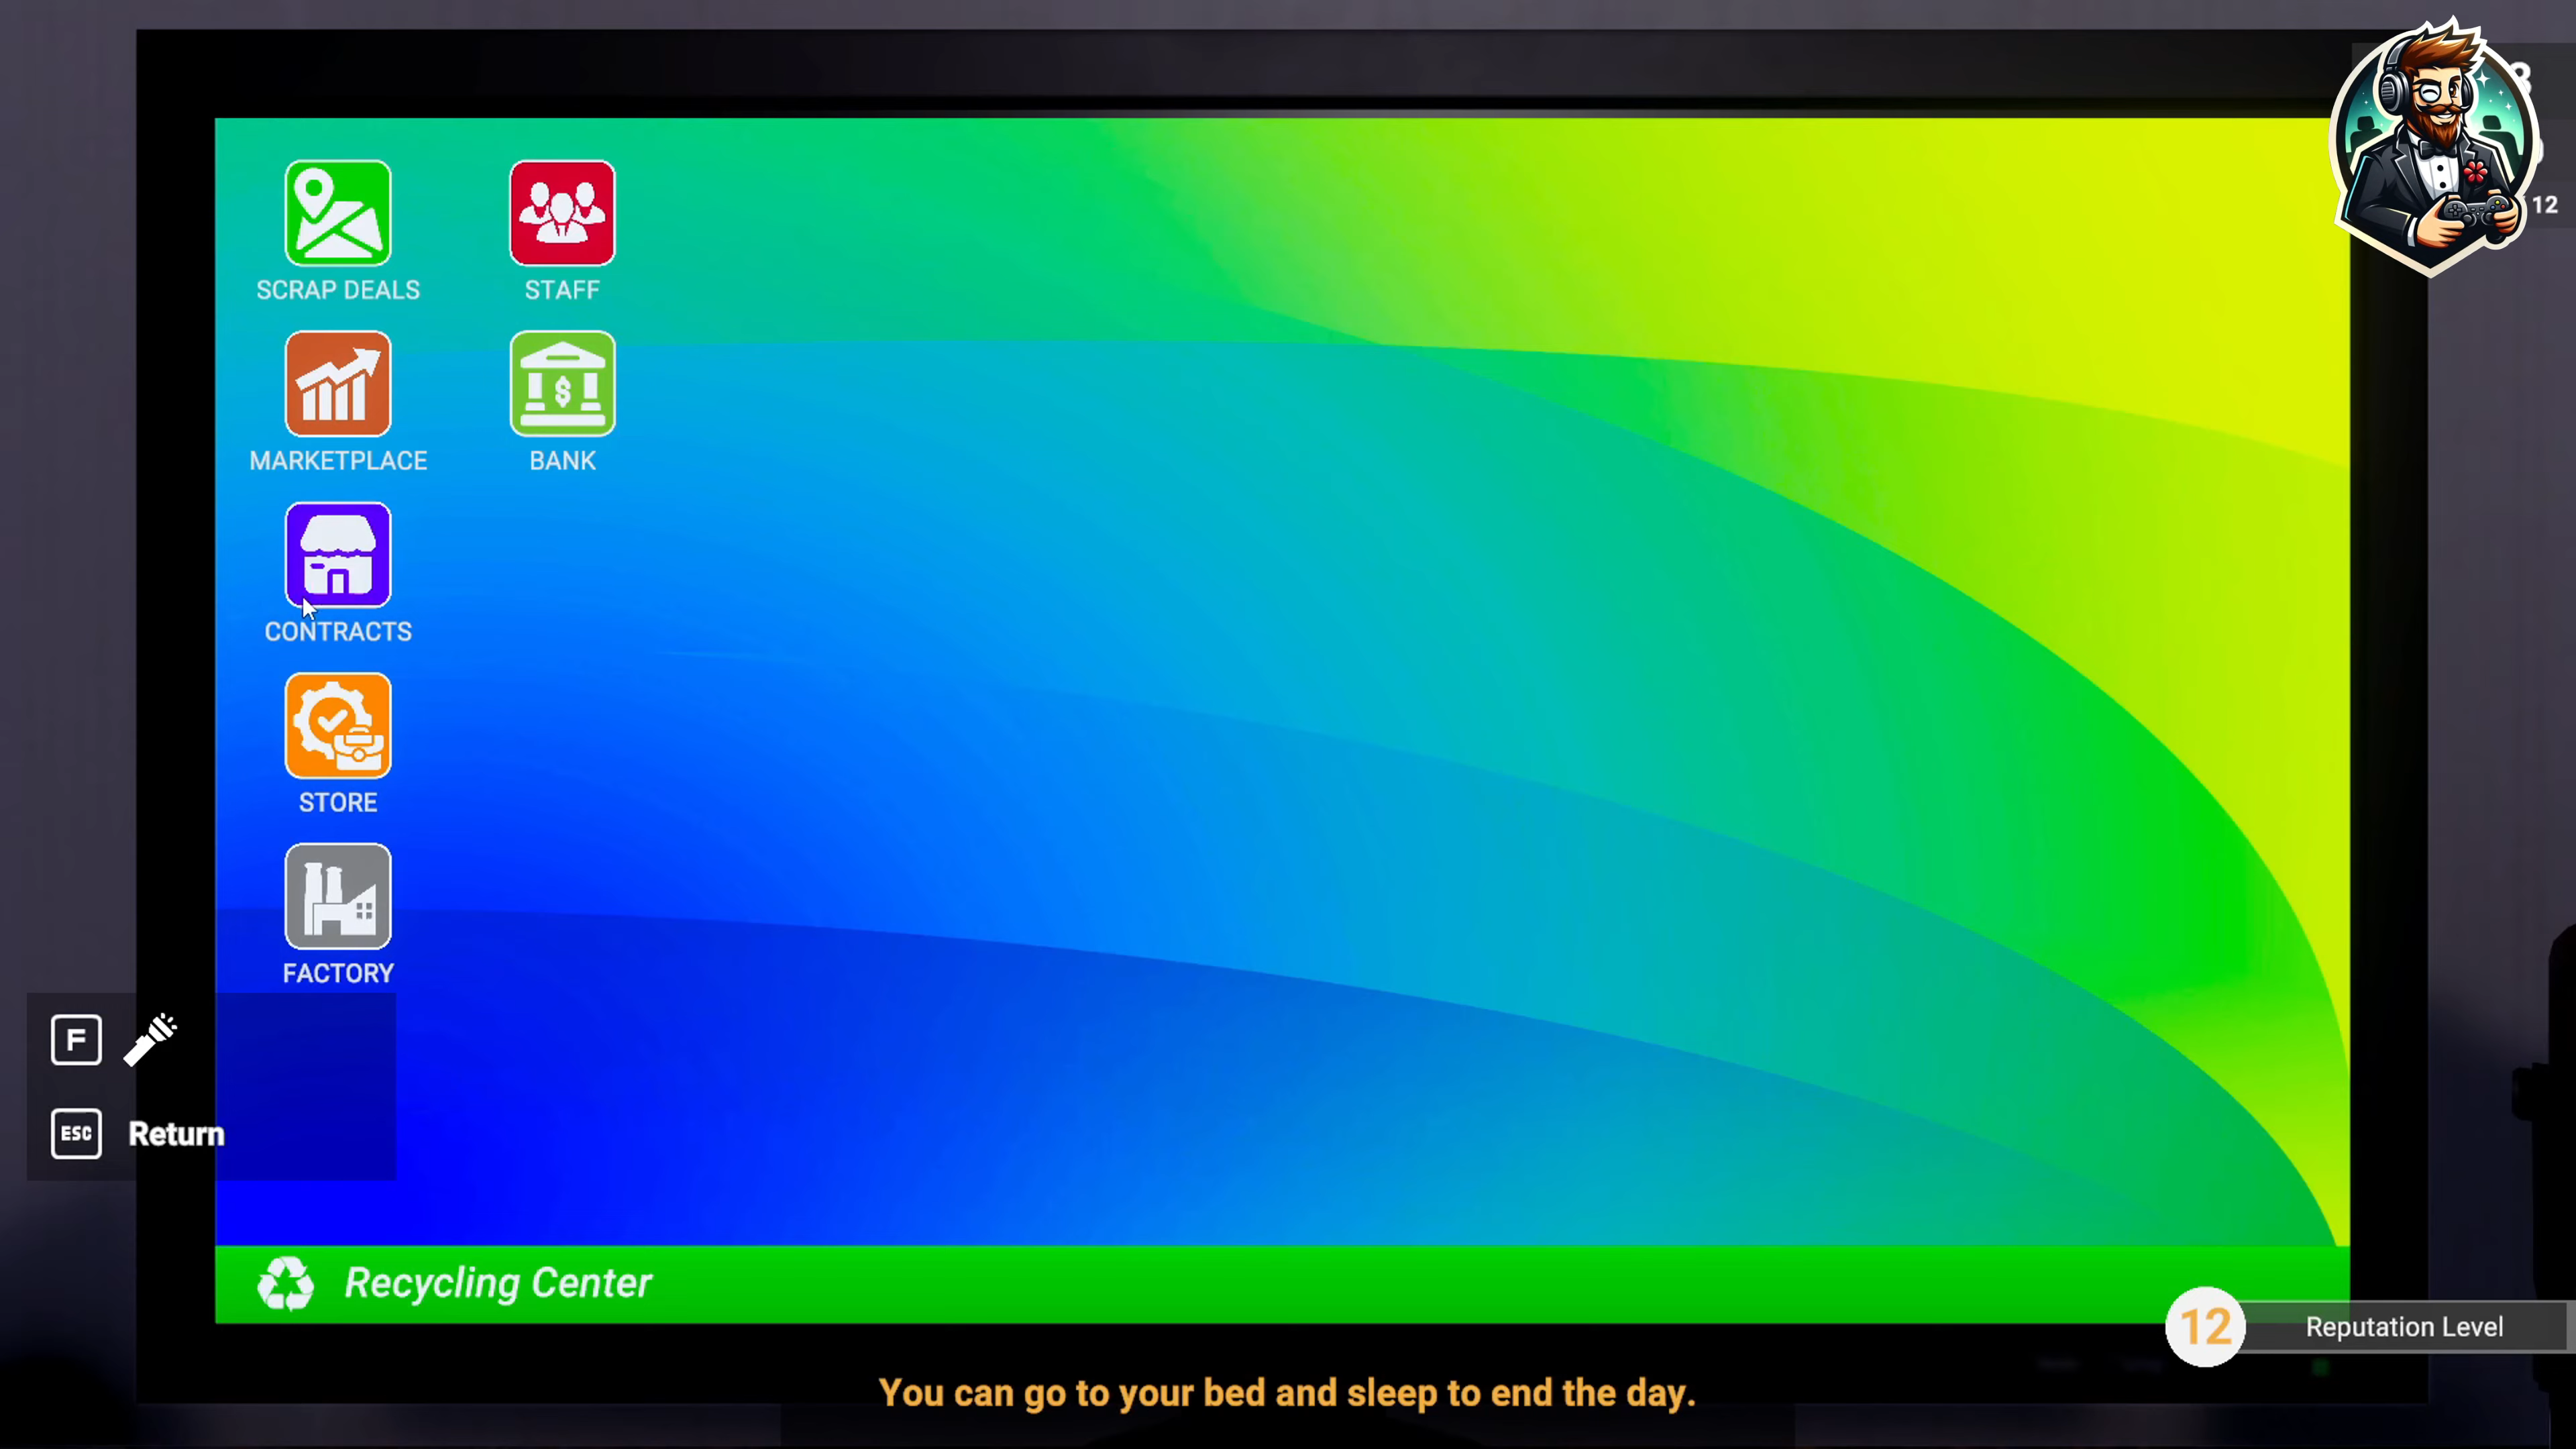 SCRAP DEALS
STAFF
MARKETPLACE
BANK
$
CONTRACTS
STORE
FACTORY
F
ESC Return
Recycling Center
12 Reputation Level
You can go to your bed and sleep to end the day.
12